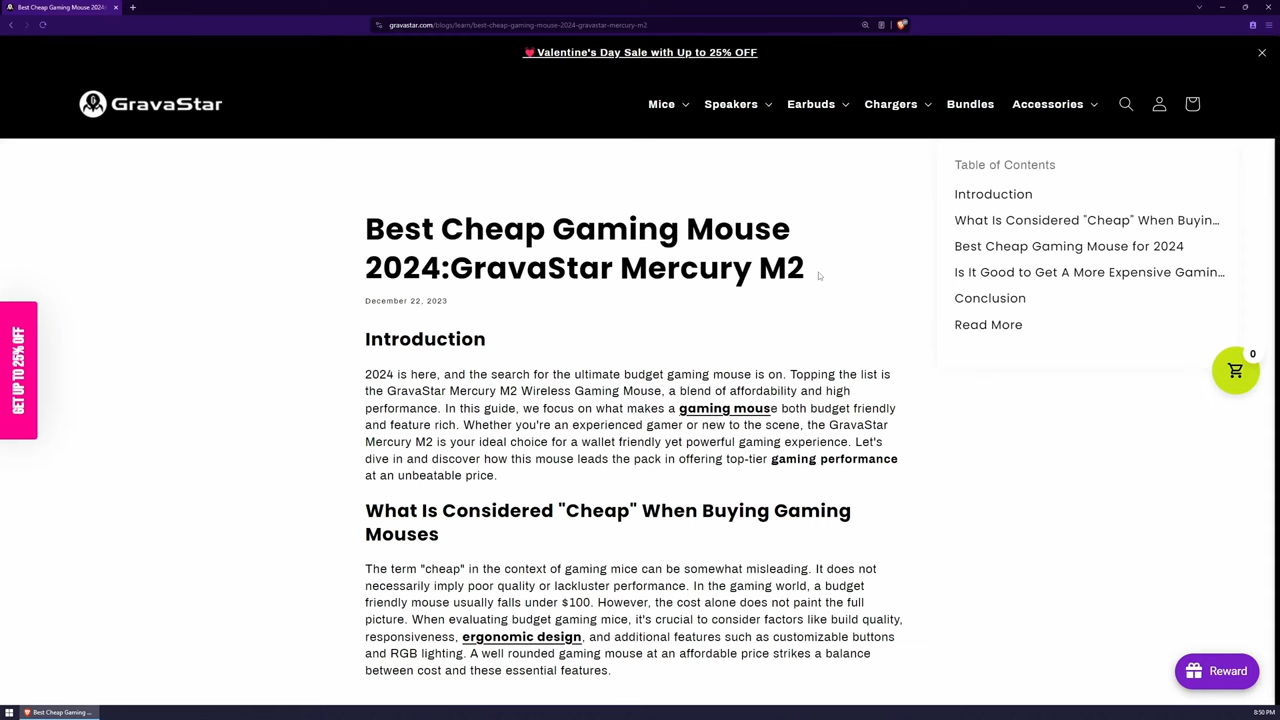 Best Cheap Gaming Mouse 2024:
gravastar.com/blogs/learn/best-cheap-gaming-mouse-2024-gravastar-mercury-m2
💗Valentine's Day Sale with Up to 25% OFF
GravaStar
Mice
Speakers
Earbuds
Chargers
Bundles
Accessories
Table of Contents
Introduction
What Is Considered "Cheap" When Buyin...
Best Cheap Gaming Mouse for 2024
Is It Good to Get A More Expensive Gamin...
Conclusion
Read More
Best Cheap Gaming Mouse
2024:GravaStar Mercury M2
December 22, 2023
Introduction
2024 is here, and the search for the ultimate budget gaming mouse is on. Topping the list is
the GravaStar Mercury M2 Wireless Gaming Mouse, a blend of affordability and high
performance. In this guide, we focus on what makes a gaming mouse both budget friendly
and feature rich. Whether you're an experienced gamer or new to the scene, the GravaStar
Mercury M2 is your ideal choice for a wallet friendly yet powerful gaming experience. Let's
dive in and discover how this mouse leads the pack in offering top-tier gaming performance
at an unbeatable price.
What Is Considered "Cheap" When Buying Gaming
Mouses
The term "cheap" in the context of gaming mice can be somewhat misleading. It does not
necessarily imply poor quality or lackluster performance. In the gaming world, a budget
friendly mouse usually falls under $100. However, the cost alone does not paint the full
picture. When evaluating budget gaming mice, it's crucial to consider factors like build quality,
responsiveness, ergonomic design, and additional features such as customizable buttons
and RGB lighting. A well rounded gaming mouse at an affordable price strikes a balance
between cost and these essential features.
GET UP TO 25% OFF
0
Reward
Best Cheap Gaming ...
8:50 PM